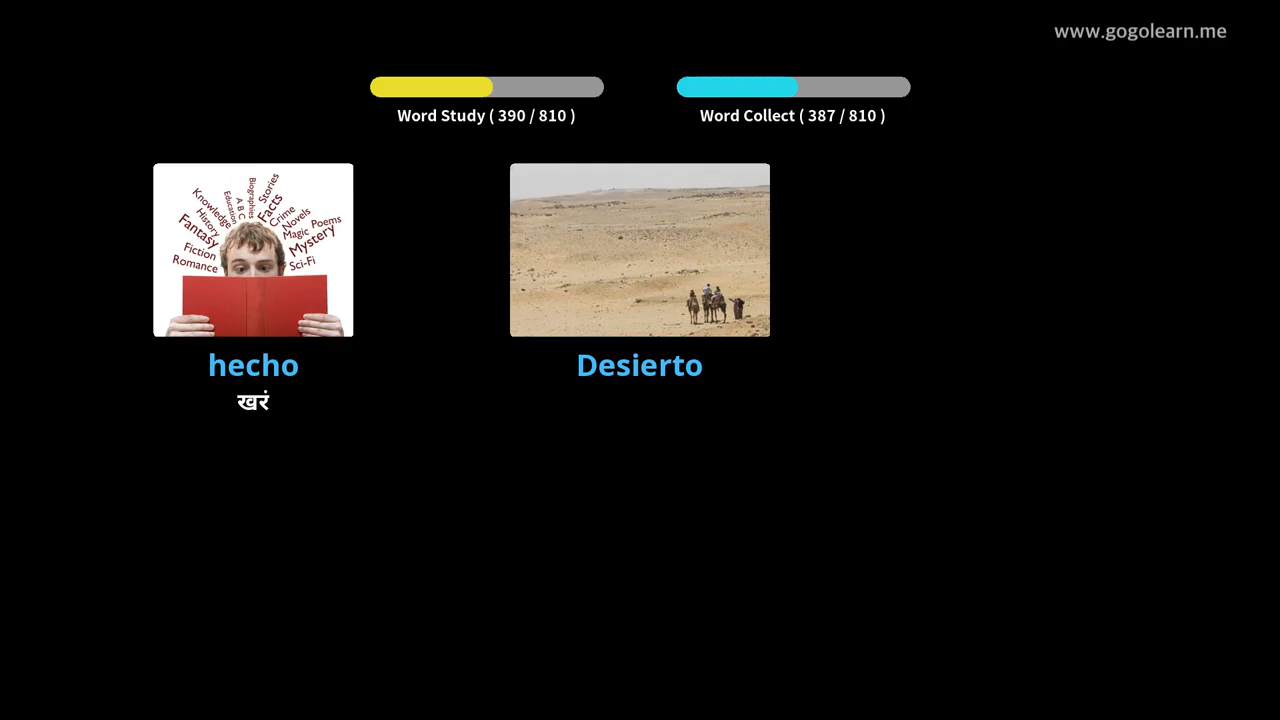 www.gogolearn.me
Word Study ( 390 / 810 )
Word Collect ( 387 / 810 )
Stories
Biographies
Facts
A B C
Education
Crime
Knowledge
Novels
History
Magic
Poems
Fantasy
Mystery
Fiction
Sci-Fi
Romance
hecho
खरं
Desierto